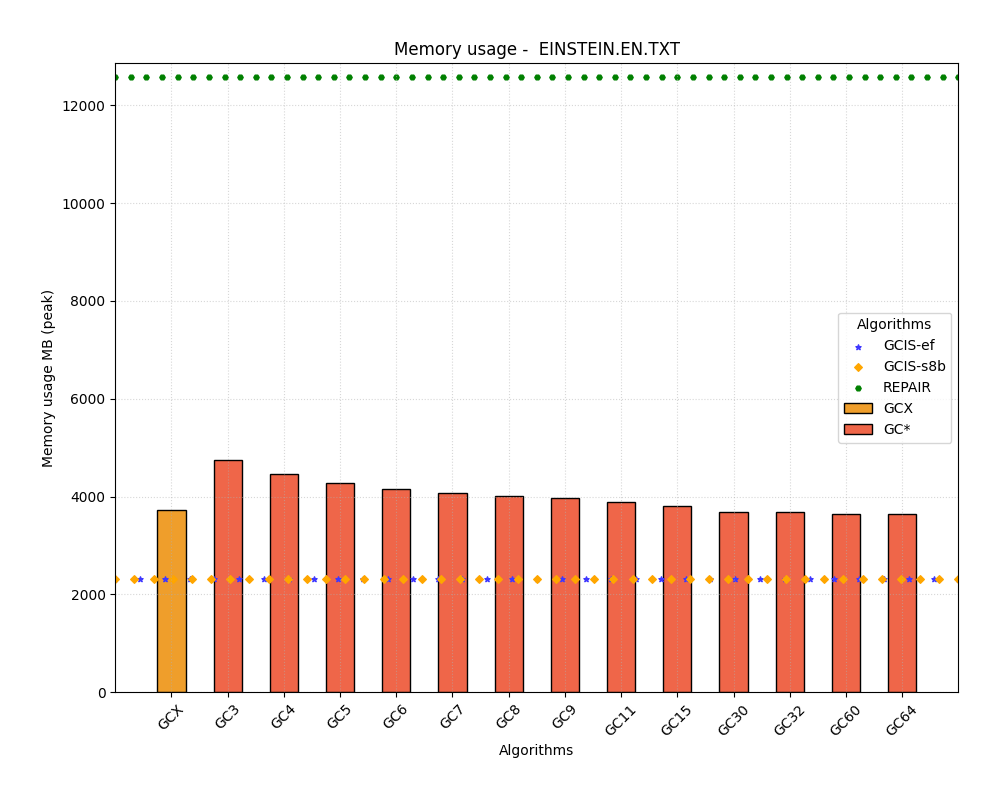 Memory usage -  EINSTEIN.EN.TXT
Memory usage MB (peak)
12000
10000
8000
6000
4000
2000
0
Algorithms
GCIS-ef
GCIS-s8b
REPAIR
GCX
GC*
GCX
GC3
GC4
GC5
GC6
GC7
GC8
GC9
GC11
GC15
GC30
GC32
GC60
GC64
Algorithms